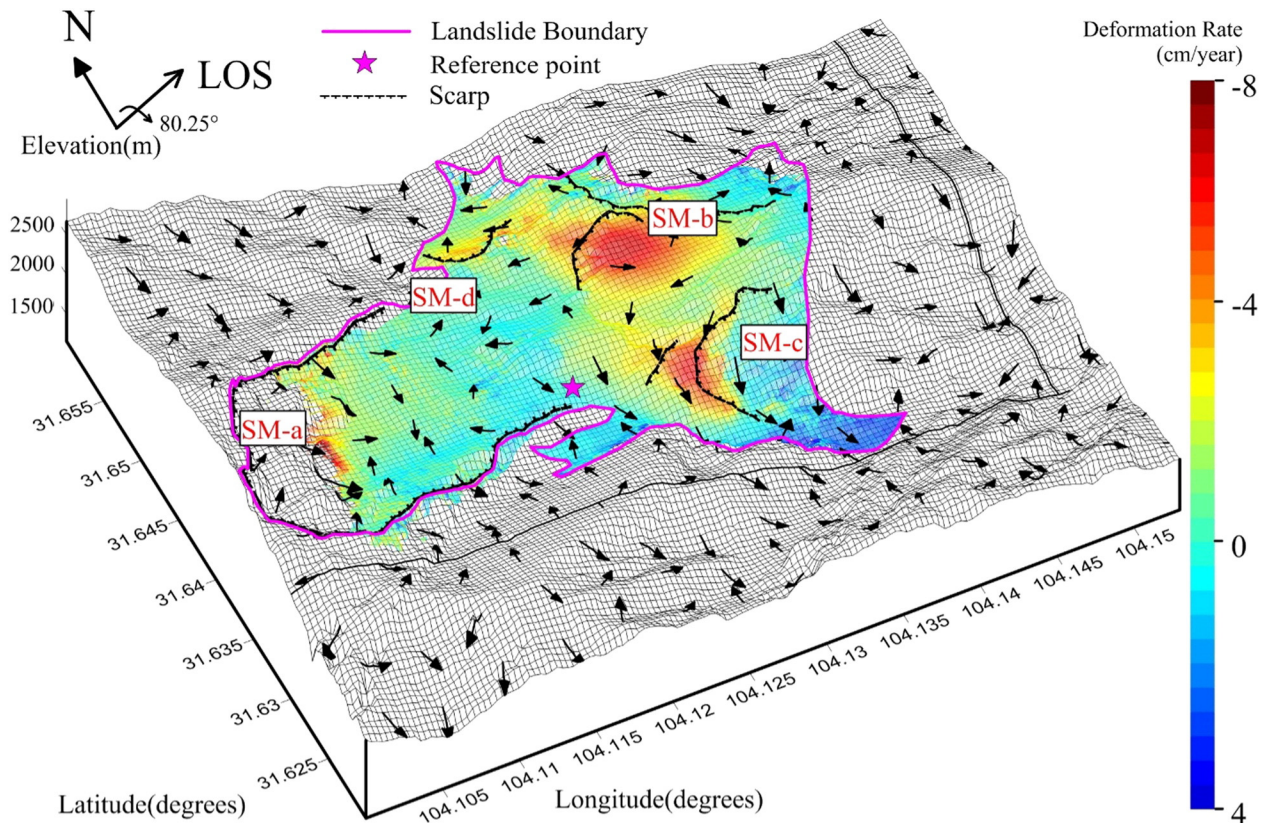 N
LOS
80.25°
Landslide Boundary
Reference point
Scarp
Deformation Rate
(cm/year)
-8
-4
0
4
Elevation(m)
2500
2000
1500
SM-b
SM-d
SM-c
SM-a
31.655
31.65
31.645
31.64
31.635
31.63
31.625
Latitude(degrees)
104.105
104.11
104.115
104.12
104.125
104.13
104.135
104.14
104.145
104.15
Longitude(degrees)